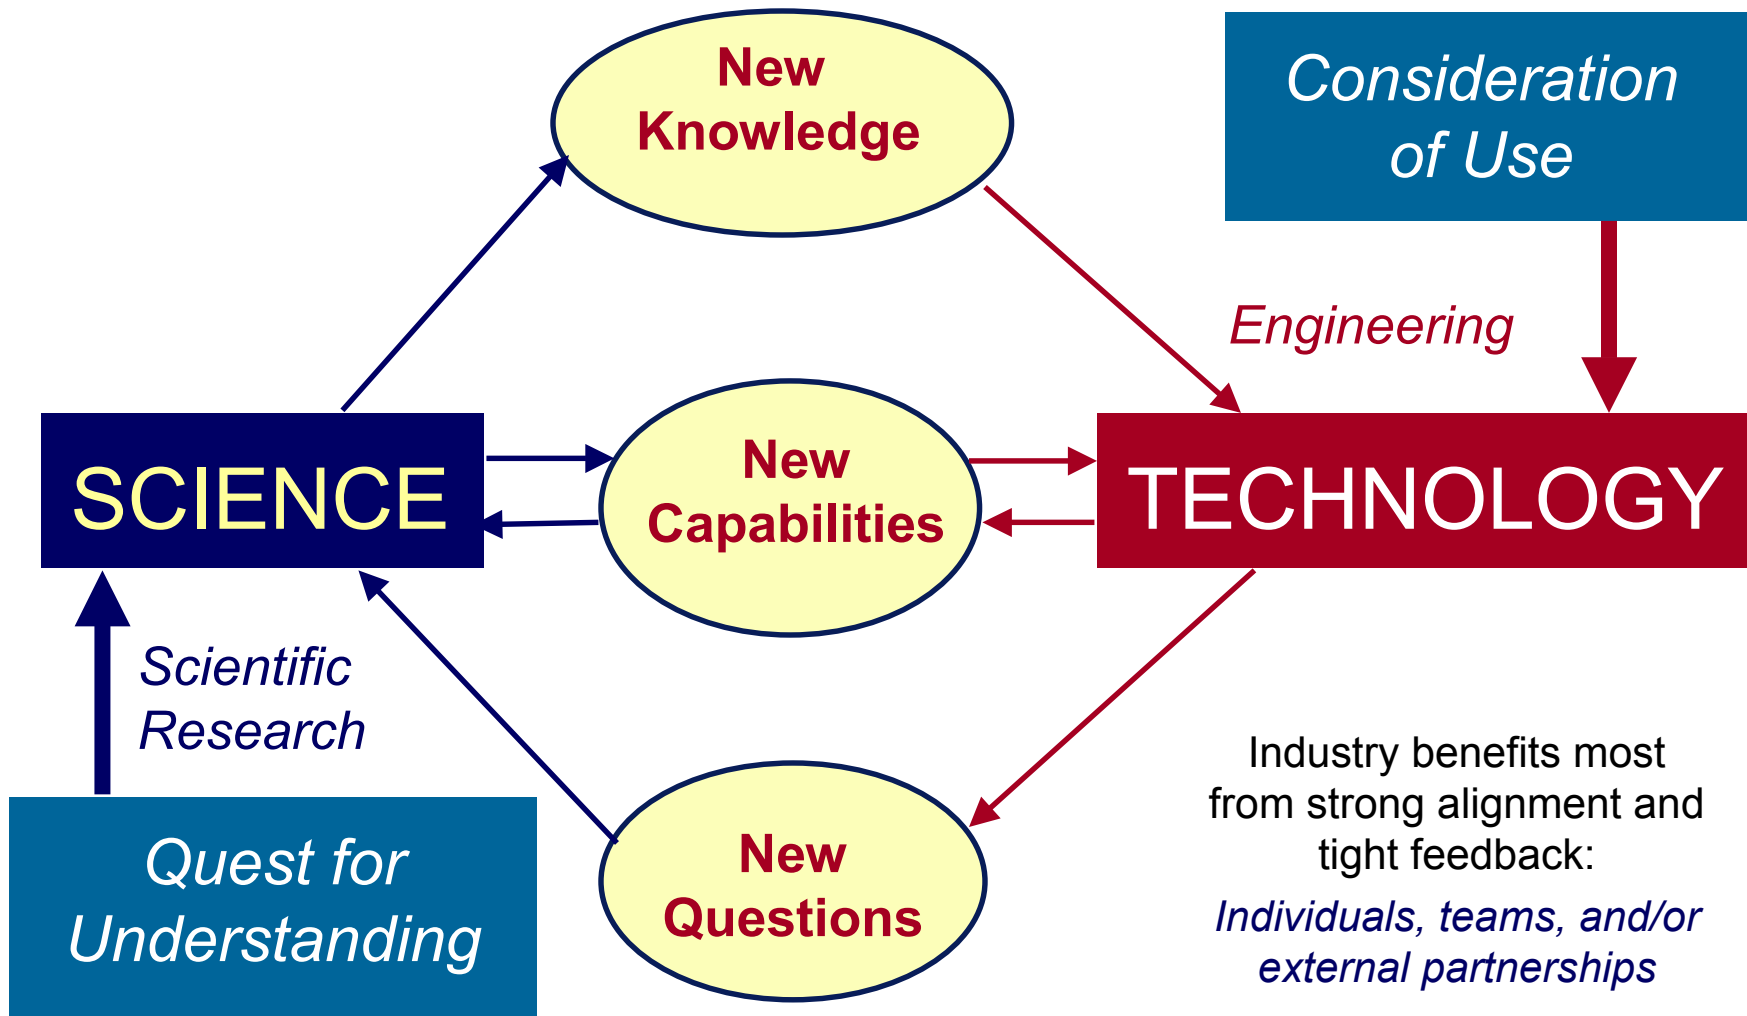 New
Knowledge
Consideration
of Use
Engineering
SCIENCE
New
Capabilities
TECHNOLOGY
Scientific
Research
Quest for
Understanding
New
Questions
Industry benefits most
from strong alignment and
tight feedback:
Individuals, teams, and/or
external partnerships